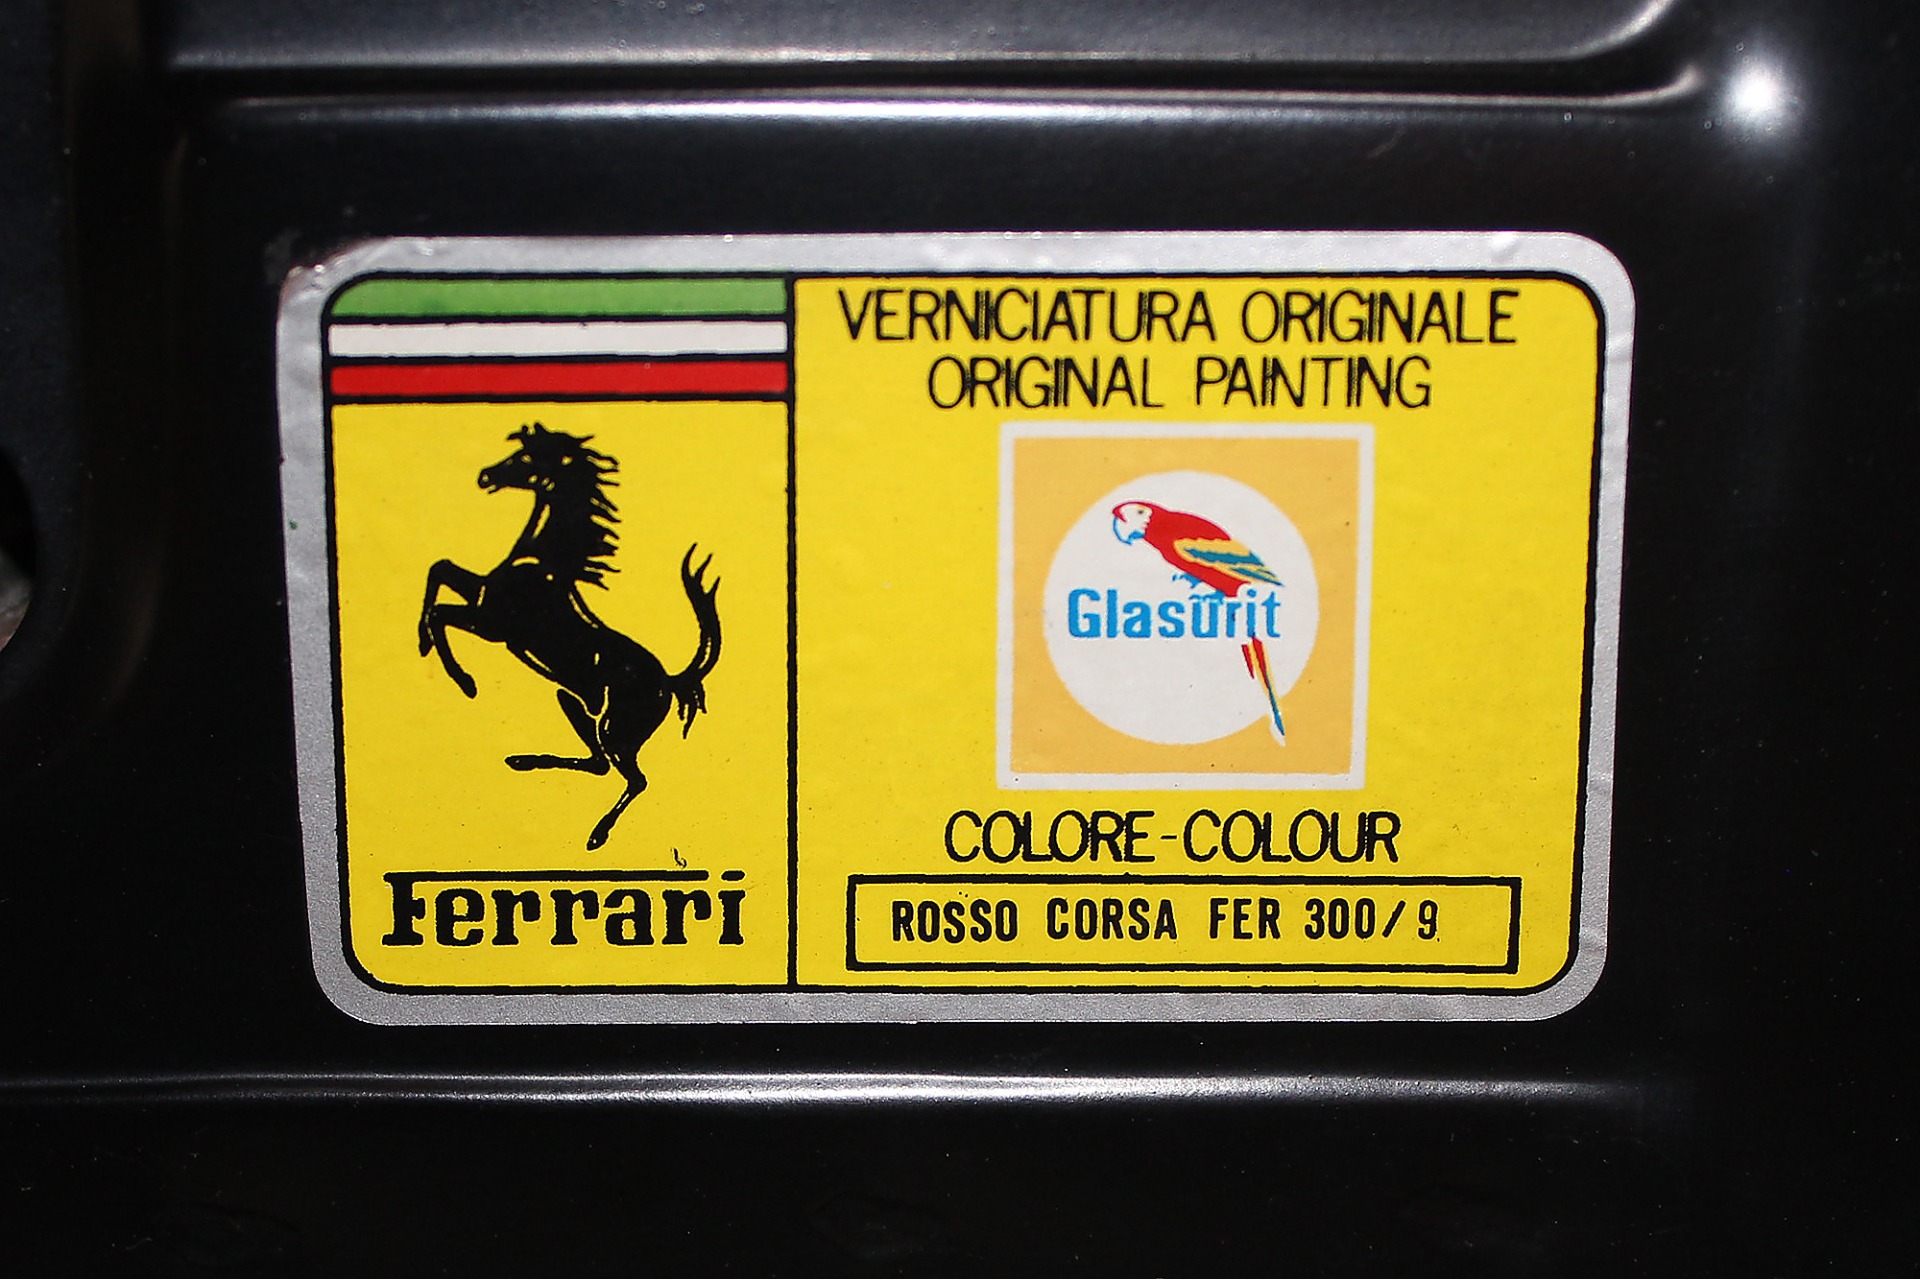 VERNICIATURA ORIGINALE
ORIGINAL PAINTING
Glasurit
COLORE-COLOUR
ROSSO CORSA FER 300/9
Ferrari